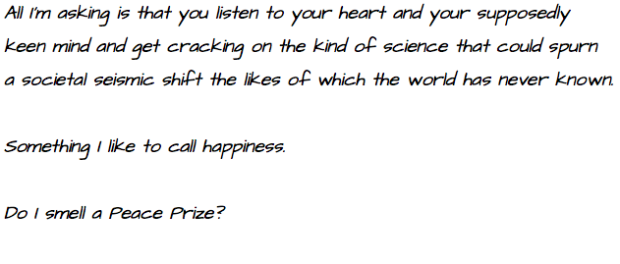 All I'm asking is that you listen to your heart and your supposedly
keen mind and get cracking on the kind of science that could spurn
a societal seismic shift the likes of which the world has never known.
Something I like to call happiness.
Do I smell a Peace Prize?